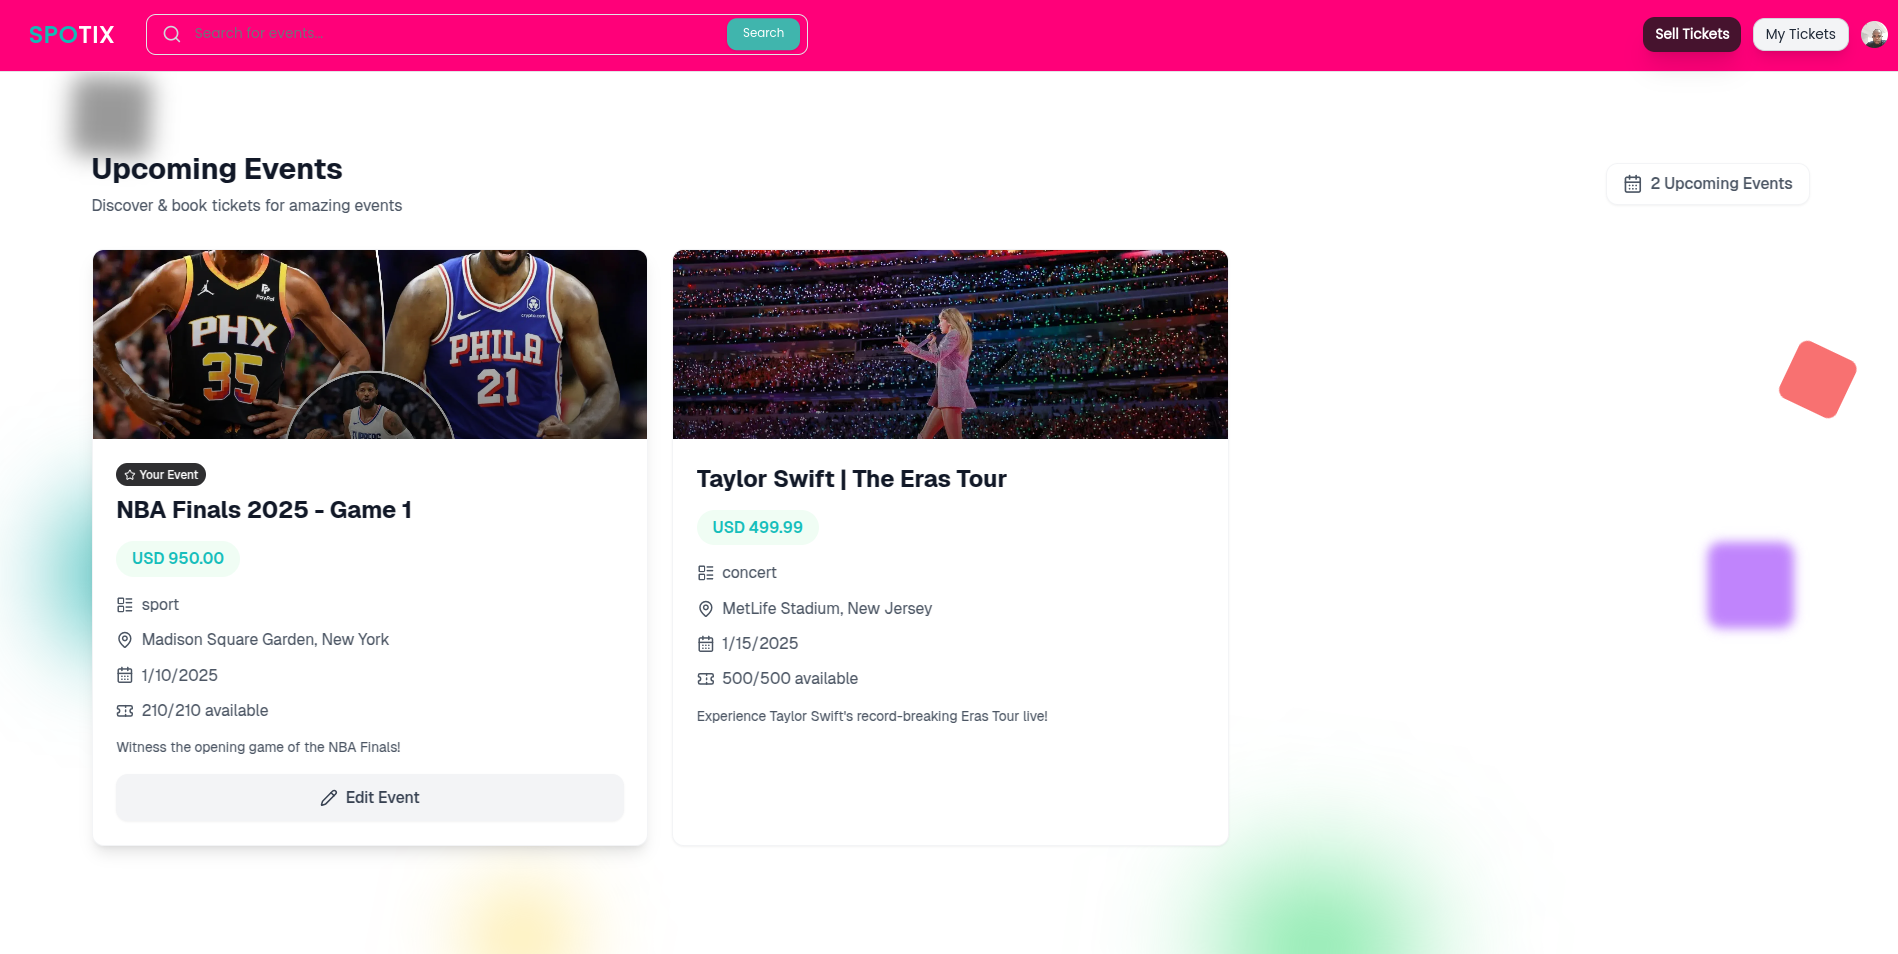 SPOTIX
Search for events...
Search
Sell Tickets
My Tickets
Upcoming Events
Discover & book tickets for amazing events
2 Upcoming Events
PayPal
PHX
35
crypto.com
PHILA
21
CLIPPERS
Your Event
NBA Finals 2025 - Game 1
USD 950.00
sport
Madison Square Garden, New York
1/10/2025
210/210 available
Witness the opening game of the NBA Finals!
Edit Event
Taylor Swift | The Eras Tour
USD 499.99
concert
MetLife Stadium, New Jersey
1/15/2025
500/500 available
Experience Taylor Swift's record-breaking Eras Tour live!